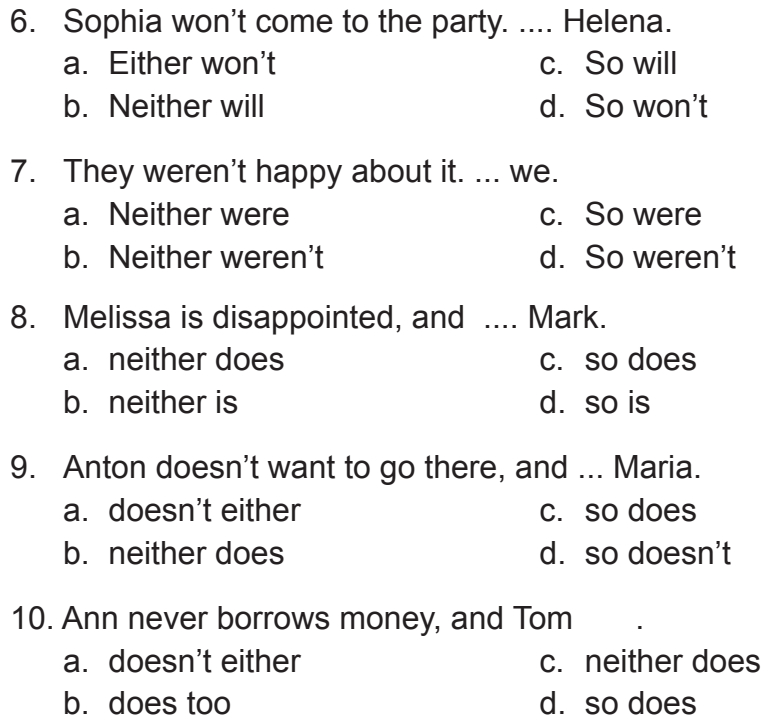 6. Sophia won’t come to the party. .... Helena.
a. Either won’t c. So will
b. Neither will d. So won’t
7. They weren’t happy about it. ... we.
a. Neither were c. So were
b. Neither weren’t d. So weren’t
8. Melissa is disappointed, and .... Mark.
a. neither does c. so does
b. neither is d. so is
9. Anton doesn’t want to go there, and ... Maria.
a. doesn’t either c. so does
b. neither does d. so doesn’t
10. Ann never borrows money, and Tom .
a. doesn’t either c. neither does
b. does too d. so does